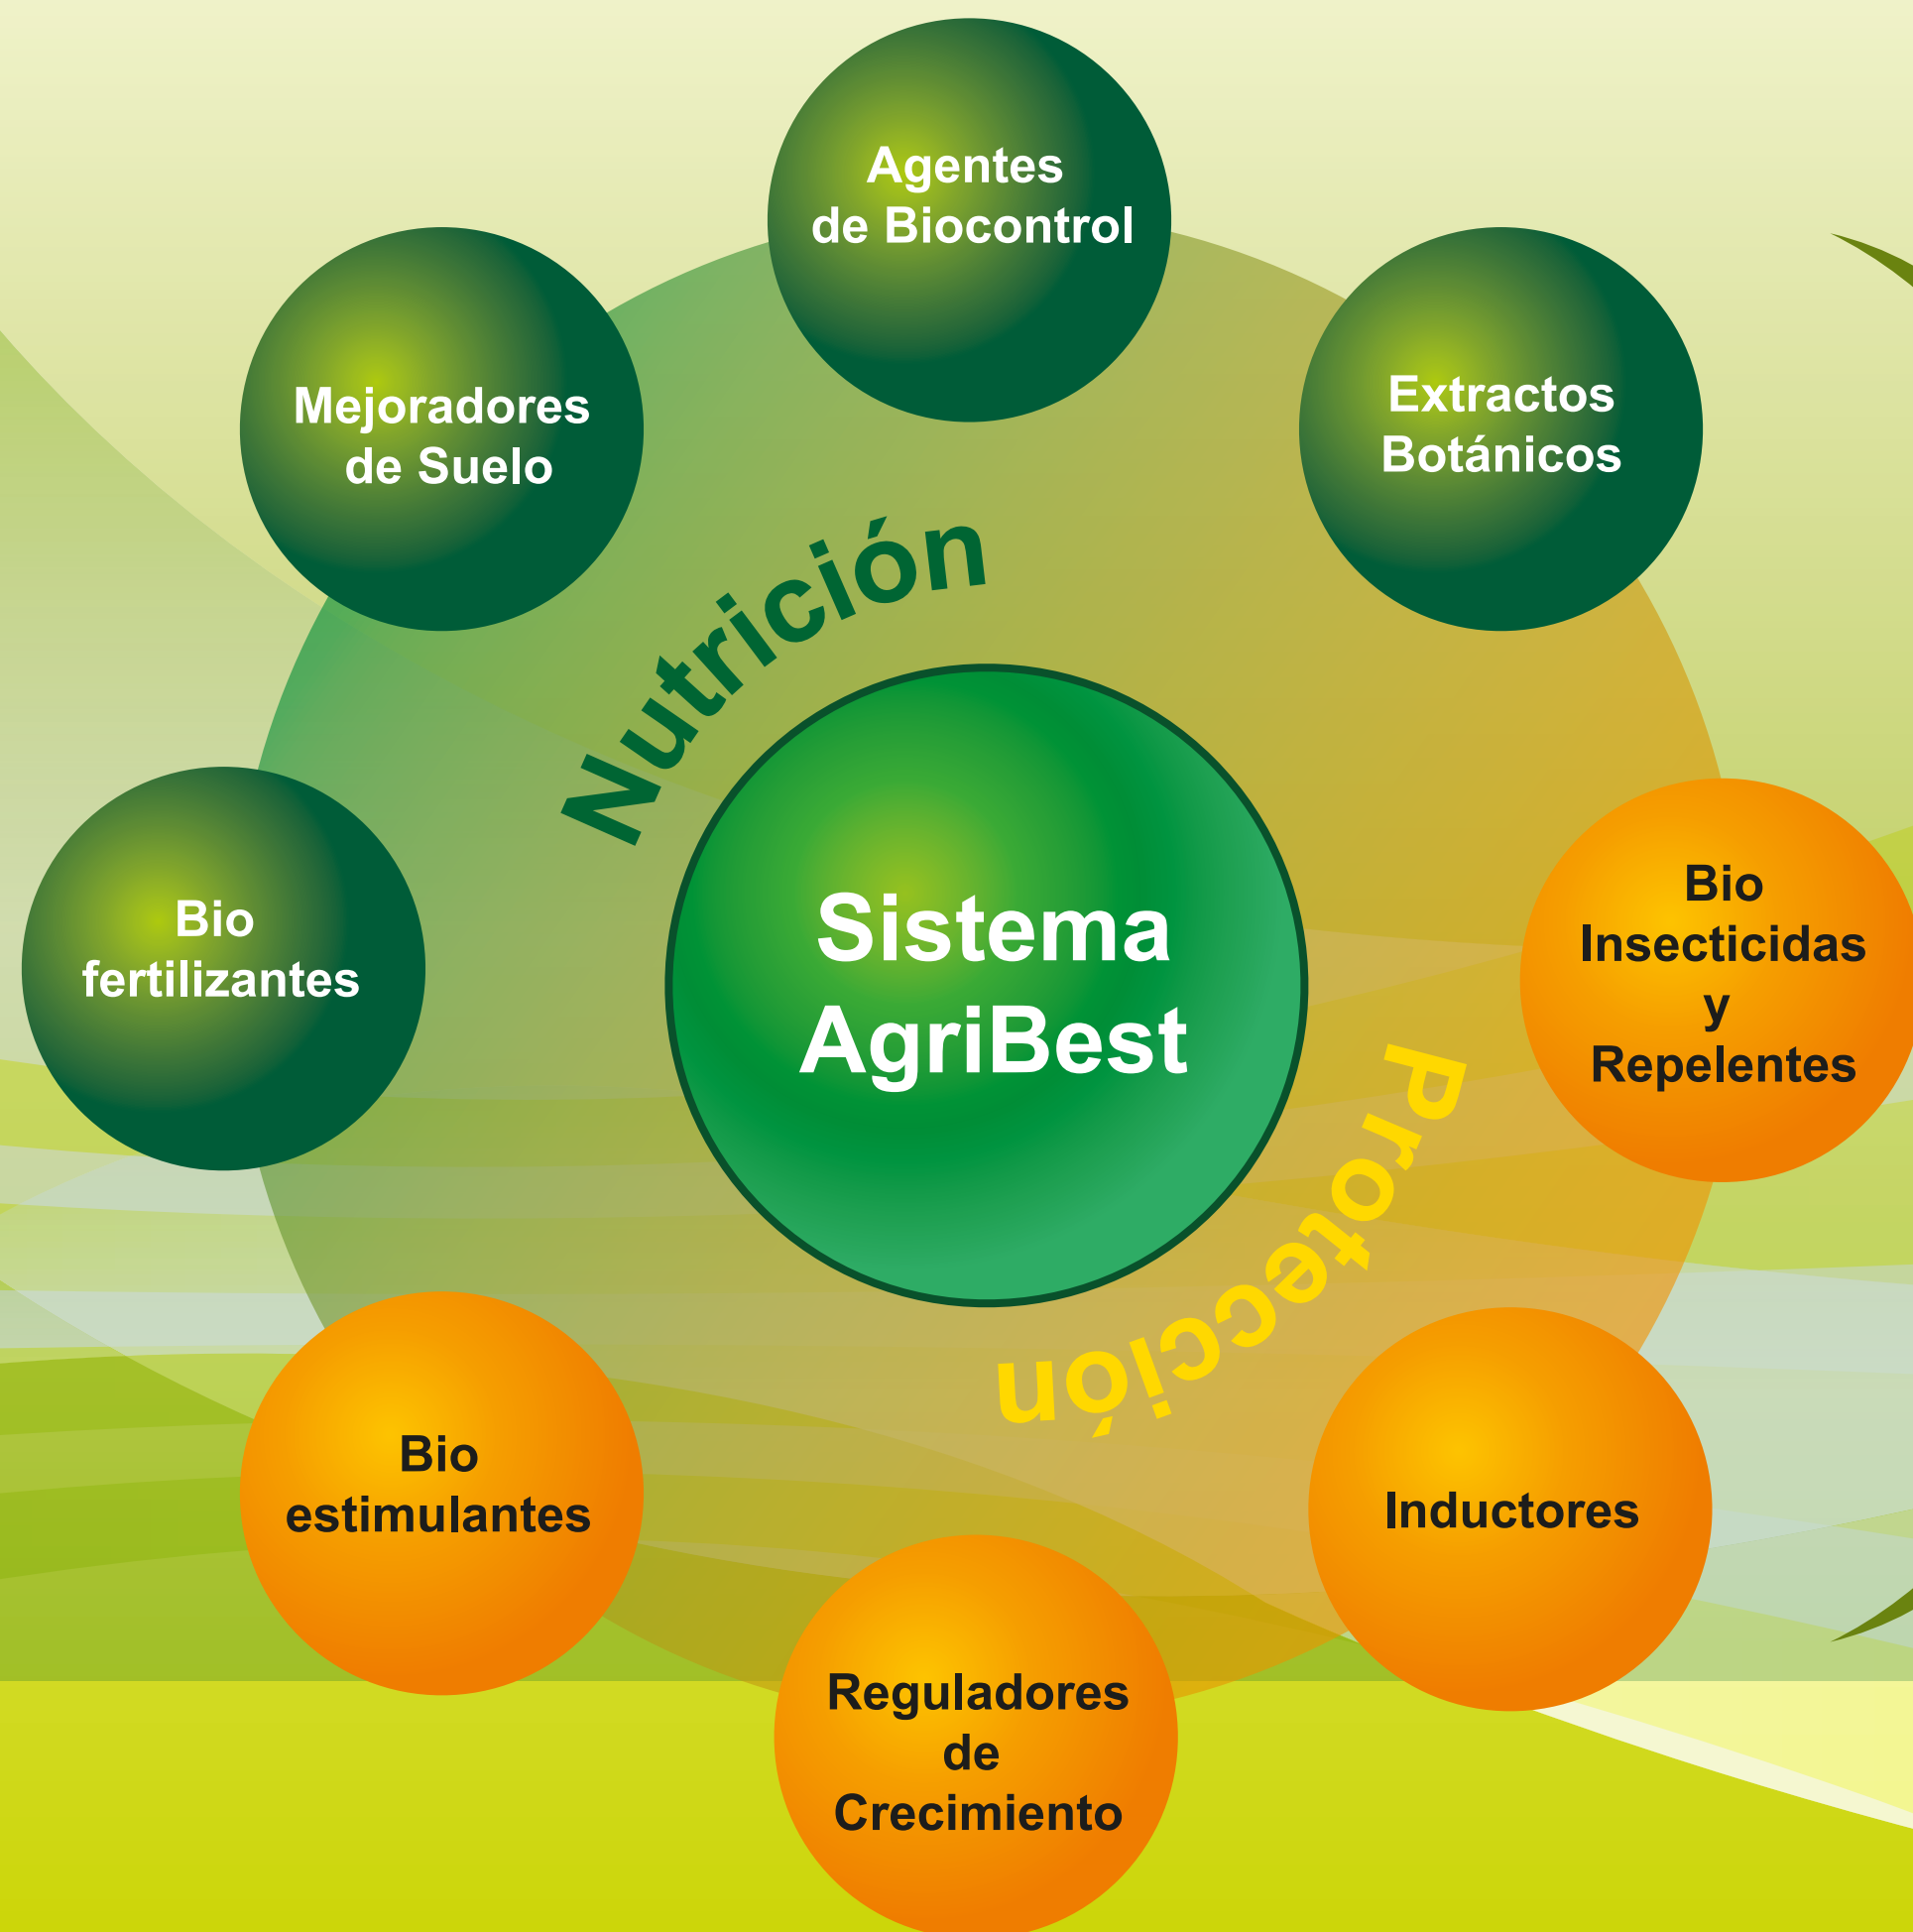 Agentes
de Biocontrol
Mejoradores
de Suelo
Extractos
Botánicos
Nutrición
Bio
fertilizantes
Sistema
AgriBest
Bio
Insecticidas
y
Repelentes
Protección
Bio
estimulantes
Inductores
Reguladores
de
Crecimiento